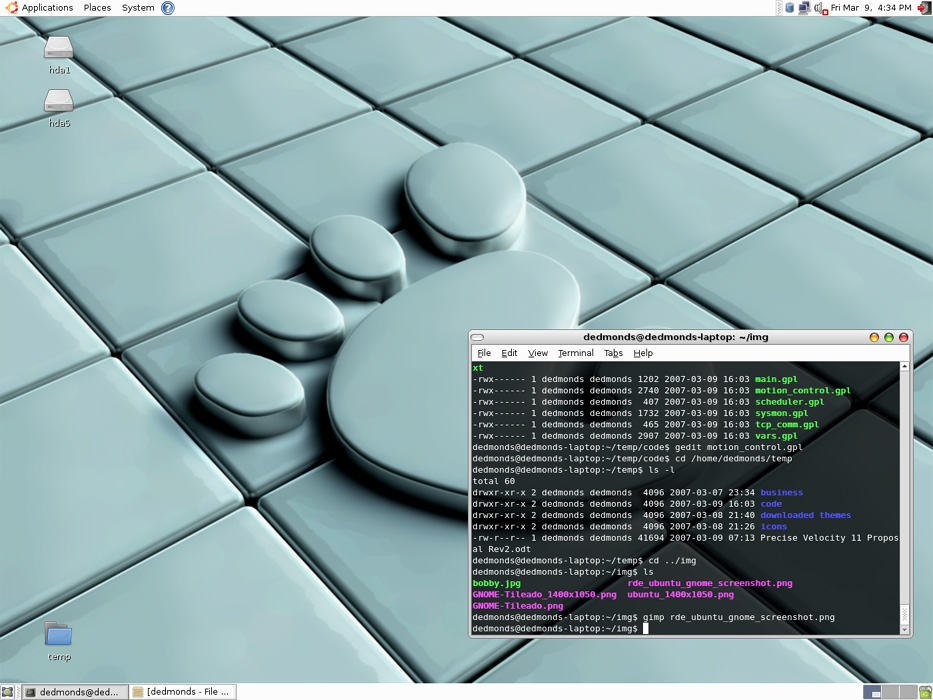 Applications Places System
Fri Mar 9, 4:34 PM
hda1
hda5
dedmonds@dedmonds-laptop: ~/img
File Edit View Terminal Tabs Help
xt
-rwx------ 1 dedmonds dedmonds 1202 2007-03-09 16:03 main.gpl
-rwx------ 1 dedmonds dedmonds 2740 2007-03-09 16:03 motion_control.gpl
-rwx------ 1 dedmonds dedmonds  407 2007-03-09 16:03 scheduler.gpl
-rwx------ 1 dedmonds dedmonds 1732 2007-03-09 16:03 sysmon.gpl
-rwx------ 1 dedmonds dedmonds  465 2007-03-09 16:03 tcp_comm.gpl
-rwx------ 1 dedmonds dedmonds 2907 2007-03-09 16:03 vars.gpl
dedmonds@dedmonds-laptop:~/temp/code$ gedit motion_control.gpl
dedmonds@dedmonds-laptop:~/temp/code$ cd /home/dedmonds/temp
dedmonds@dedmonds-laptop:~/temp$ ls -l
total 60
drwxr-xr-x 2 dedmonds dedmonds  4096 2007-03-07 23:34 business
drwxr-xr-x 2 dedmonds dedmonds  4096 2007-03-09 16:03 code
drwxr-xr-x 2 dedmonds dedmonds  4096 2007-03-08 21:40 downloaded themes
drwxr-xr-x 2 dedmonds dedmonds  4096 2007-03-08 21:26 icons
-rw-r--r-- 1 dedmonds dedmonds 41694 2007-03-09 07:13 Precise Velocity 11 Propos
al Rev2.odt
dedmonds@dedmonds-laptop:~/temp$ cd ../img
dedmonds@dedmonds-laptop:~/img$ ls
bobby.jpg rde_ubuntu_gnome_screenshot.png
GNOME-Tileado_1400x1050.png ubuntu_1400x1050.png
GNOME-Tileado.png
dedmonds@dedmonds-laptop:~/img$ gimp rde_ubuntu_gnome_screenshot.png
dedmonds@dedmonds-laptop:~/img$
temp
dedmonds@ded... [dedmonds - File ...